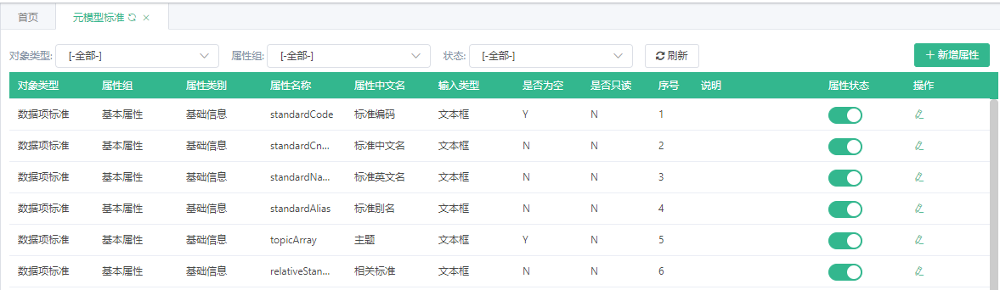 首页 元模型标准
对象类型: [-全部-] 属性组: [-全部-] 状态: [-全部-] 刷新 + 新增属性
对象类型 属性组 属性类别 属性名称 属性中文名 输入类型 是否为空 是否只读 序号 说明 属性状态 操作
数据项标准 基本属性 基础信息 standardCode 标准编码 文本框 Y N 1
数据项标准 基本属性 基础信息 standardCn... 标准中文名 文本框 N N 2
数据项标准 基本属性 基础信息 standardNa... 标准英文名 文本框 N N 3
数据项标准 基本属性 基础信息 standardAlias 标准别名 文本框 N N 4
数据项标准 基本属性 基础信息 topicArray 主题 文本框 Y N 5
数据项标准 基本属性 基础信息 relativeStan... 相关标准 文本框 N N 6